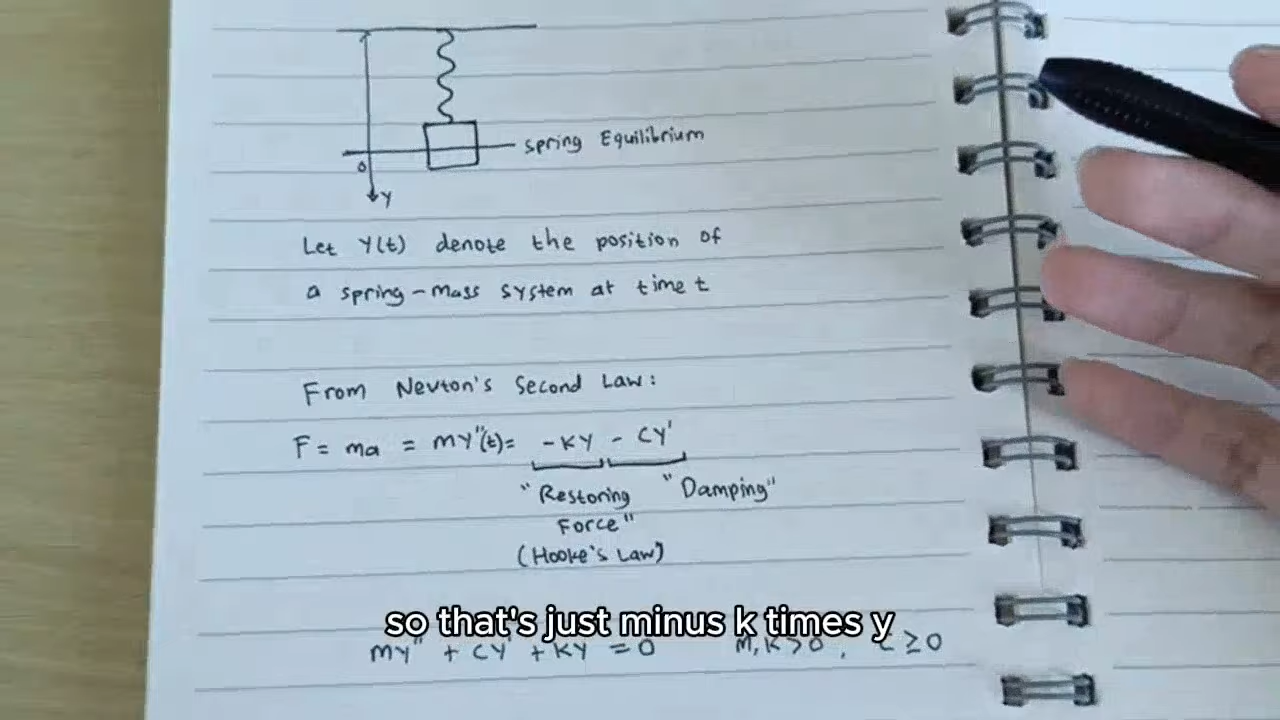 0
Spring Equilibrium
Y
Let Y(t) denote the position of
a spring-mass system at time t
From Newton's Second Law:
F = ma = my"(t)= -KY - CY'
"Restoring Force" (Hooke's Law)
"Damping"
so that's just minus k times y
my" + CY' + KY = 0 M, K > 0, C ≥ 0